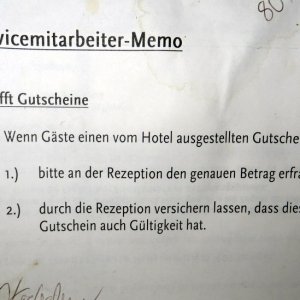 80
vicemitarbeiter-Memo
fft Gutscheine
Wenn Gäste einen vom Hotel ausgestellten Gutsche
1.) bitte an der Rezeption den genauen Betrag erfra
2.) durch die Rezeption versichern lassen, dass dies
Gutschein auch Gültigkeit hat.